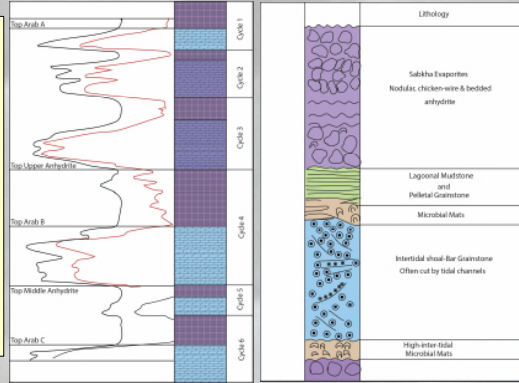 Top Arab A
Cycle 1
Cycle 2
Cycle 3
Top Upper Anhydrite
Cycle 4
Top Arab B
Top Middle Anhydrite
Cycle 5
Top Arab C
Cycle 6
Lithology
Sabkha Evaporites
Nodular, chicken-wire & bedded
anhydrite
Lagoonal Mudstone
and
Pelletal Grainstone
Microbial Mats
Intertidal shoal-Bar Grainstone
Often cut by tidal channels
High-inter-tidal
Microbial Mats